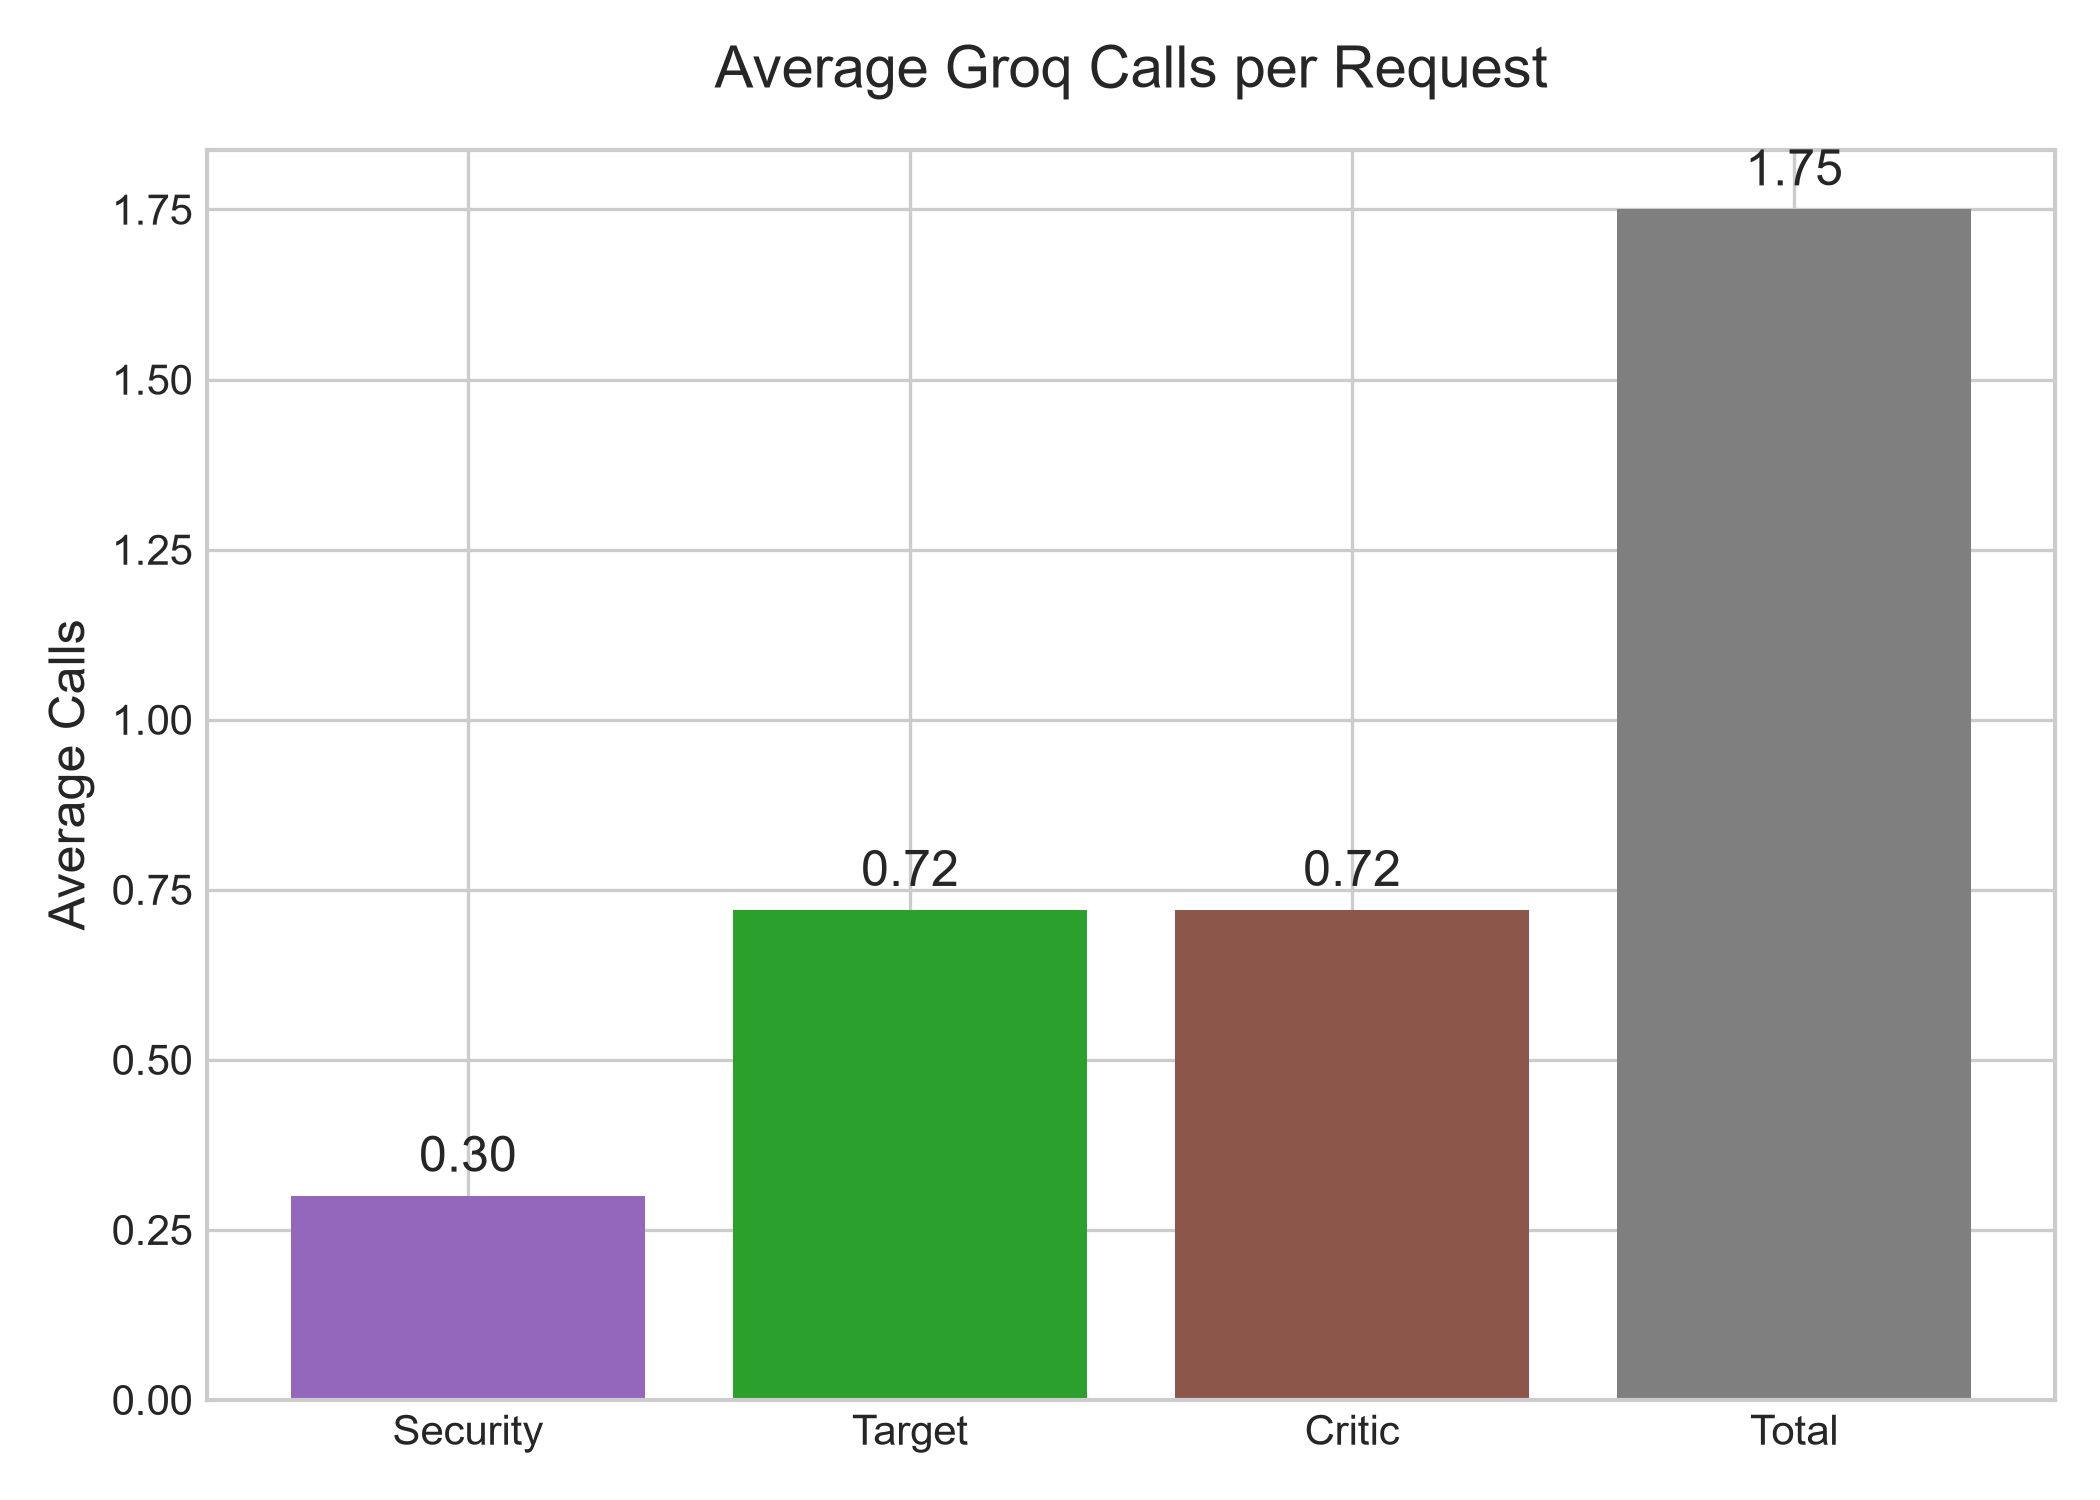 Average Groq Calls per Request
Average Calls
1.75
1.50
1.25
1.00
0.75
0.50
0.25
0.00
0.30
0.72
0.72
1.75
Security
Target
Critic
Total